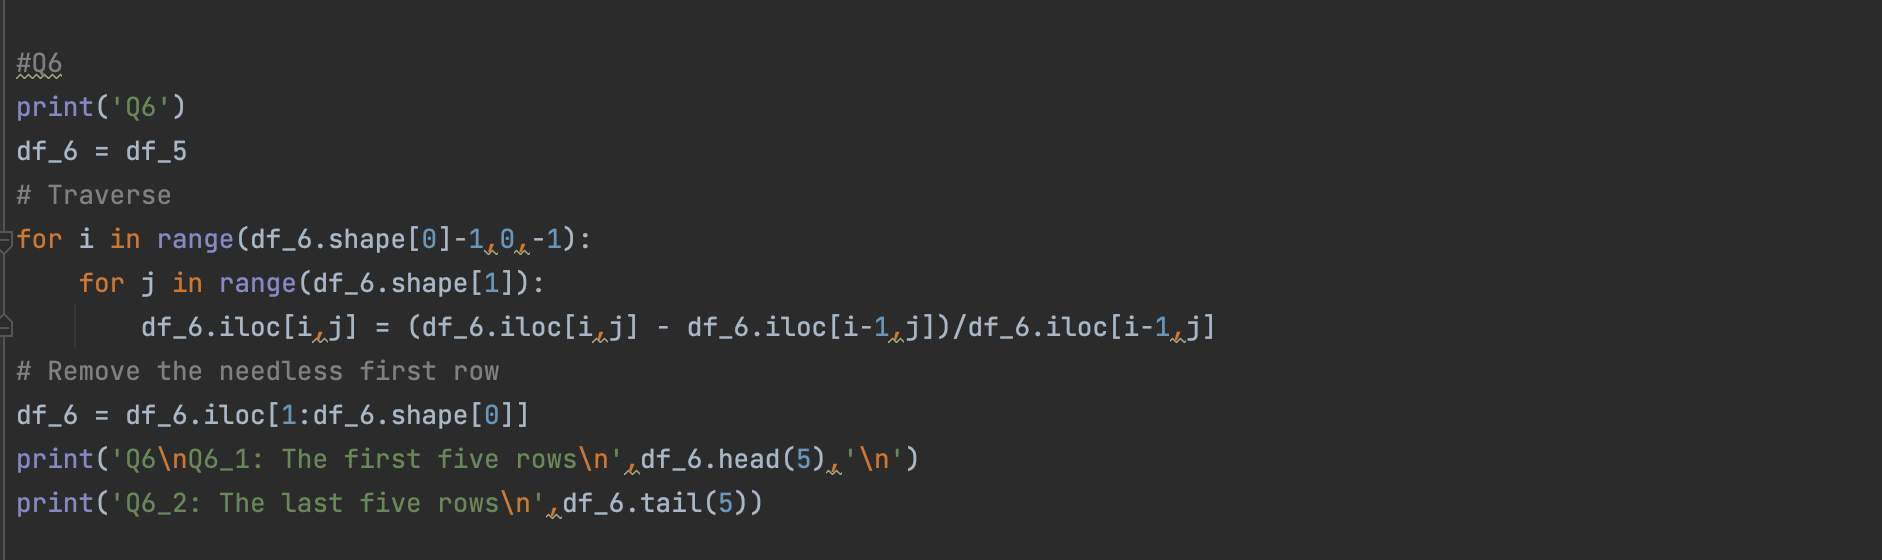 #Q6
print('Q6')
df_6 = df_5
# Traverse
for i in range(df_6.shape[0]-1,0,-1):
    for j in range(df_6.shape[1]):
        df_6.iloc[i,j] = (df_6.iloc[i,j] - df_6.iloc[i-1,j])/df_6.iloc[i-1,j]
# Remove the needless first row
df_6 = df_6.iloc[1:df_6.shape[0]]
print('Q6\nQ6_1: The first five rows\n',df_6.head(5),'\n')
print('Q6_2: The last five rows\n',df_6.tail(5))